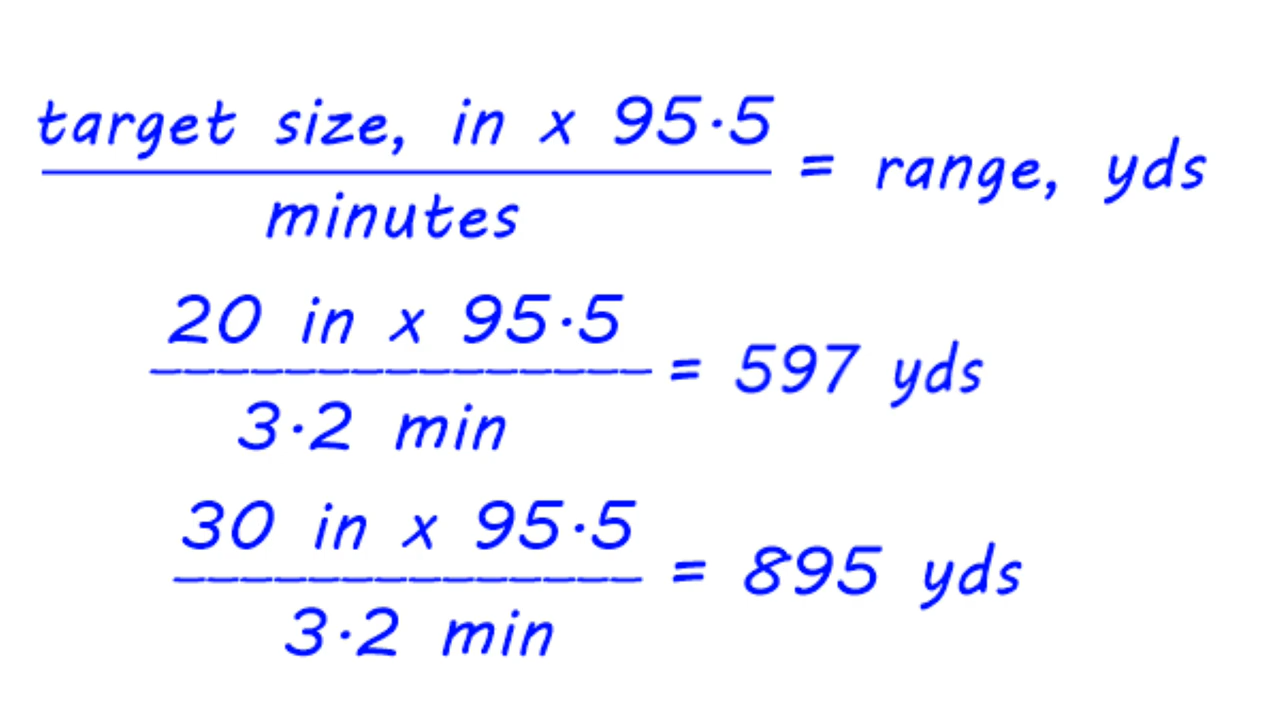 target size, in x 95·5
= range, yds
minutes
20 in x 95·5
= 597 yds
3·2 min
30 in x 95·5
= 895 yds
3·2 min